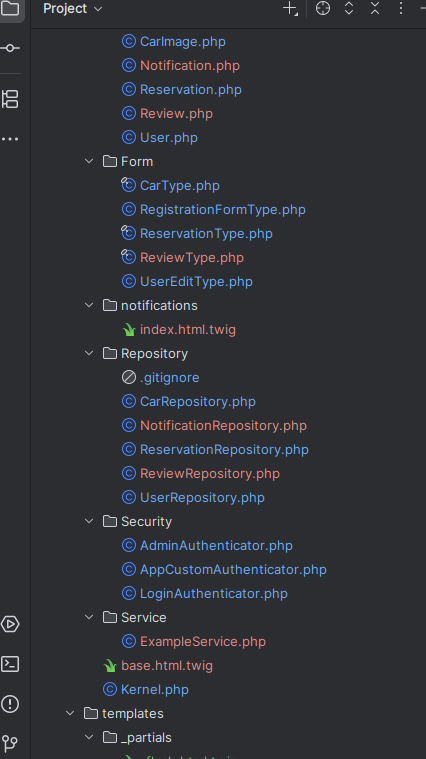 Project
CarImage.php
Notification.php
Reservation.php
Review.php
User.php
Form
CarType.php
RegistrationFormType.php
ReservationType.php
ReviewType.php
UserEditType.php
notifications
index.html.twig
Repository
.gitignore
CarRepository.php
NotificationRepository.php
ReservationRepository.php
ReviewRepository.php
UserRepository.php
Security
AdminAuthenticator.php
AppCustomAuthenticator.php
LoginAuthenticator.php
Service
ExampleService.php
base.html.twig
Kernel.php
templates
_partials